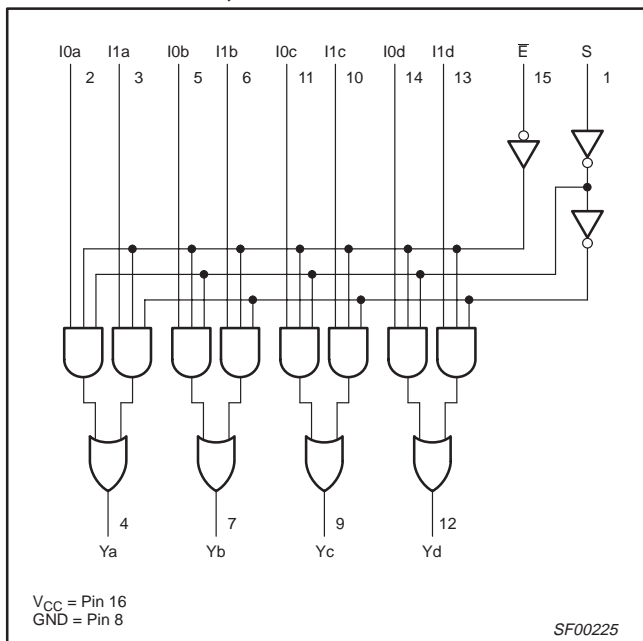 I0a I1a I0b I1b I0c I1c I0d I1d E̅ S
2 3 5 6 11 10 14 13 15 1
4 7 9 12
Ya Yb Yc Yd
VCC = Pin 16
GND = Pin 8
SF00225